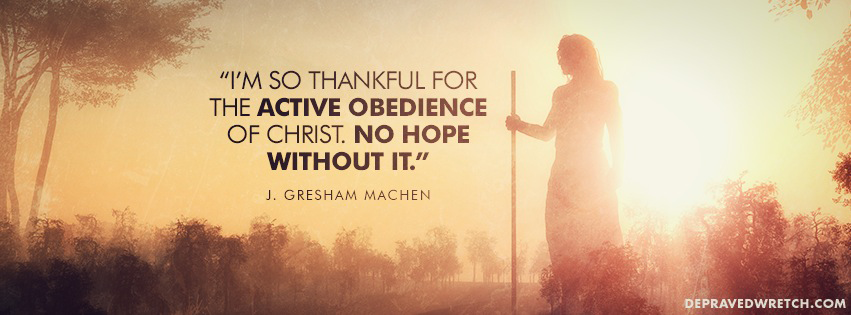 “I’M SO THANKFUL FOR
THE ACTIVE OBEDIENCE
OF CHRIST. NO HOPE
WITHOUT IT.”
J. GRESHAM MACHEN
DEPRAVEDWRETCH.COM